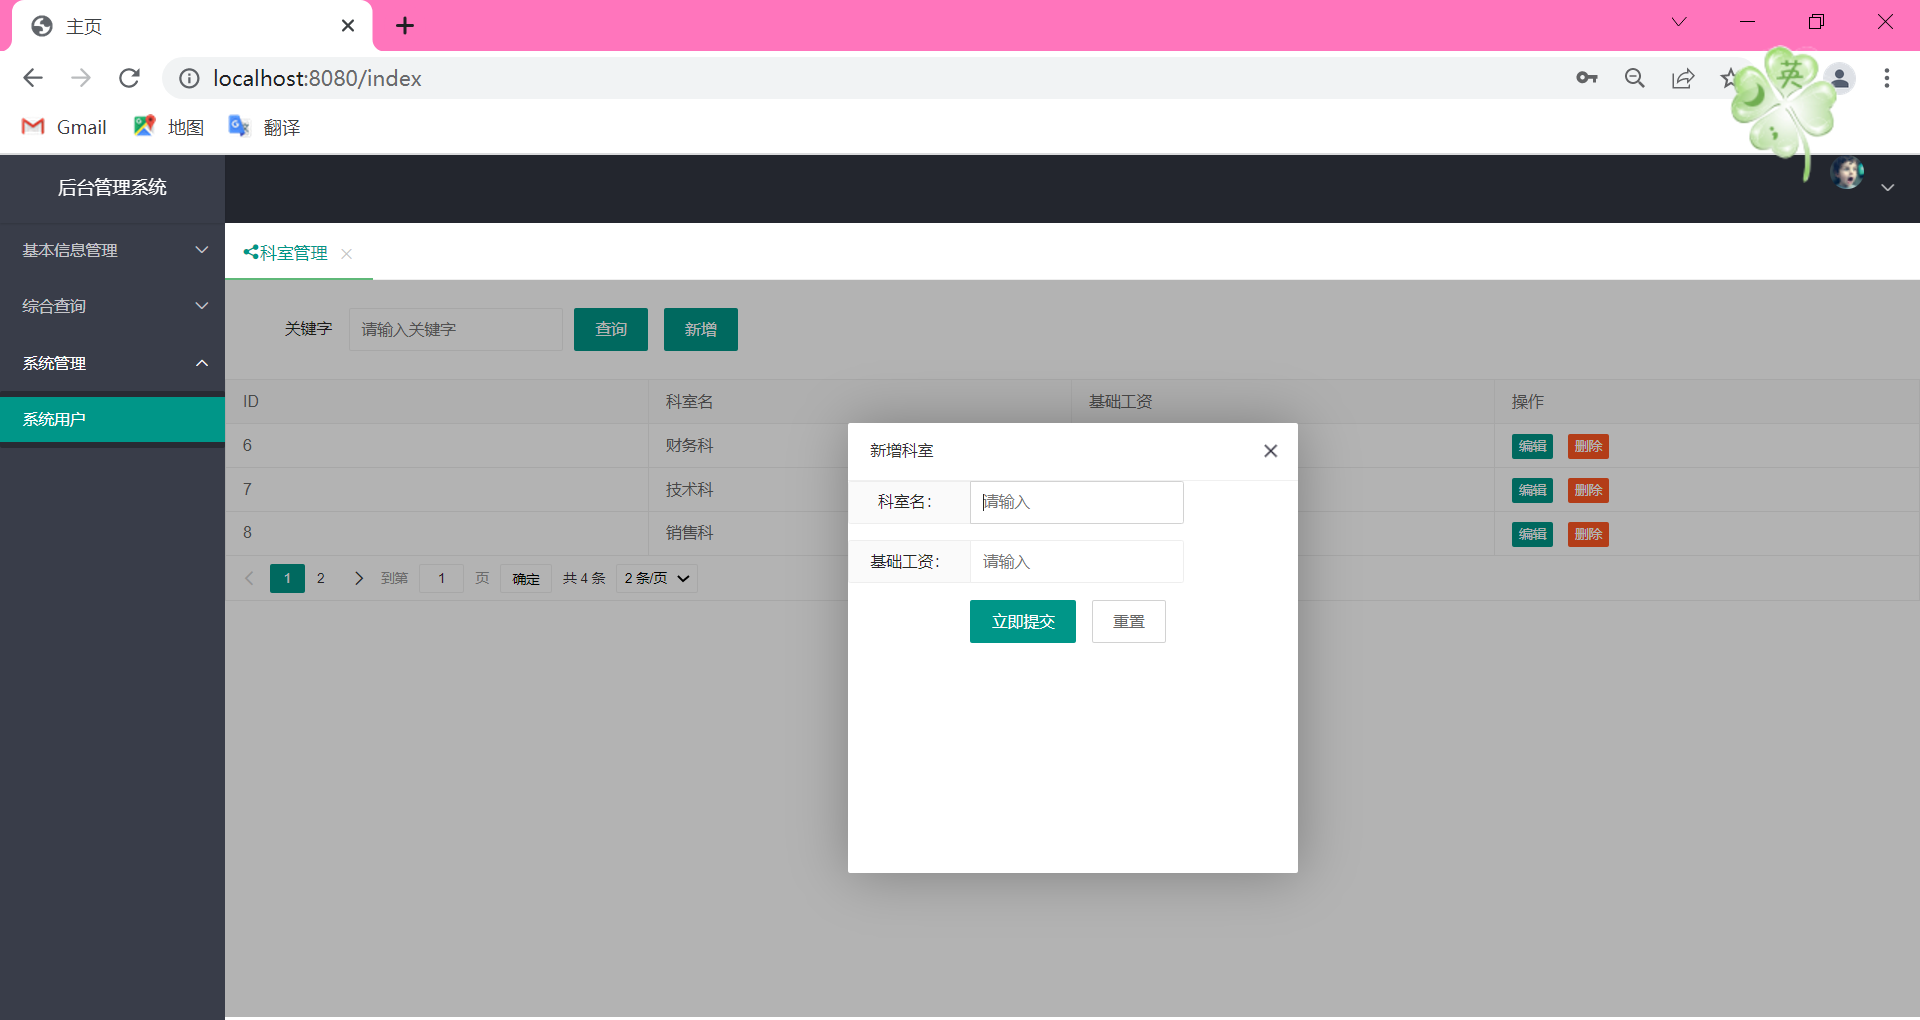 主页
localhost:8080/index
英
Gmail 地图 翻译
后台管理系统
基本信息管理
综合查询
系统管理
系统用户
科室管理
关键字 请输入关键字 查询 新增
ID 科室名 基础工资 操作
6 财务科 编辑 删除
7 技术科 编辑 删除
8 销售科 编辑 删除
1 2 到第 1 页 确定 共 4 条 2 条/页
新增科室
科室名： 请输入
基础工资： 请输入
立即提交 重置